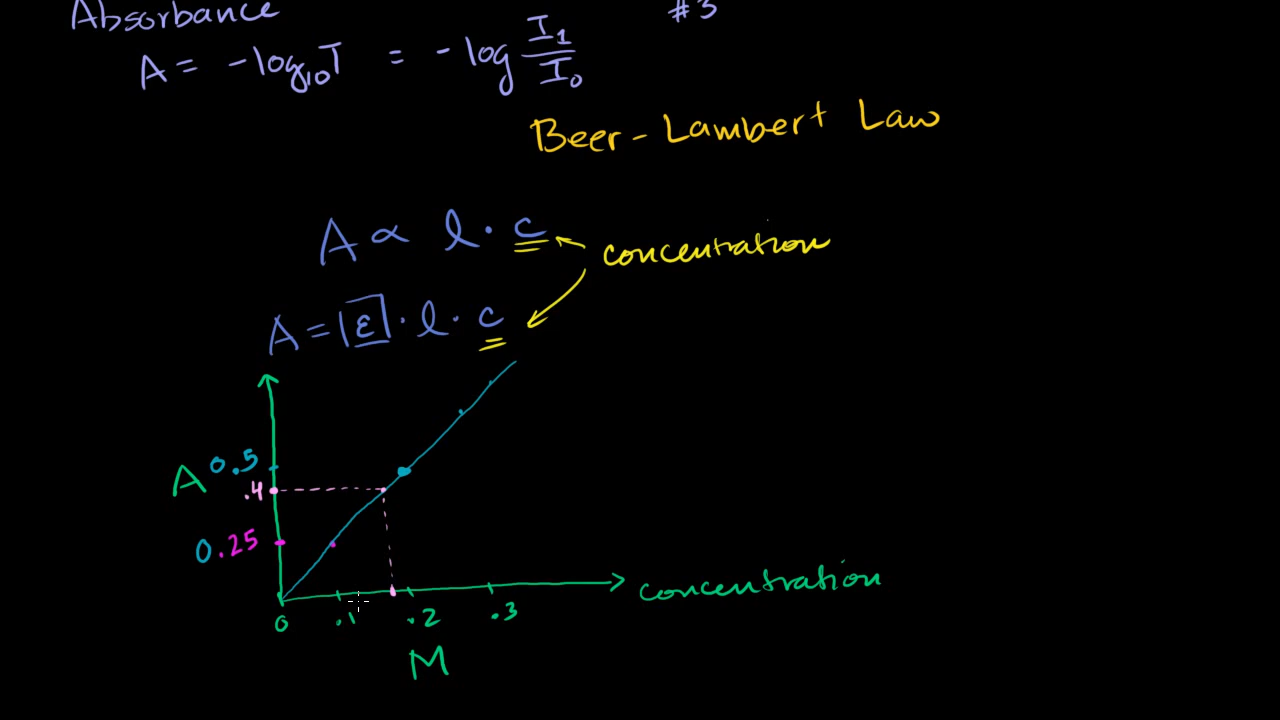 Absorbance #3
A = -log₁₀T = -log I₁/I₀
Beer-Lambert Law
A ∝ l · c
concentration
A = |ε| · l · c
A 0.5
.4
0.25
concentration
0 .1 .2 .3
M